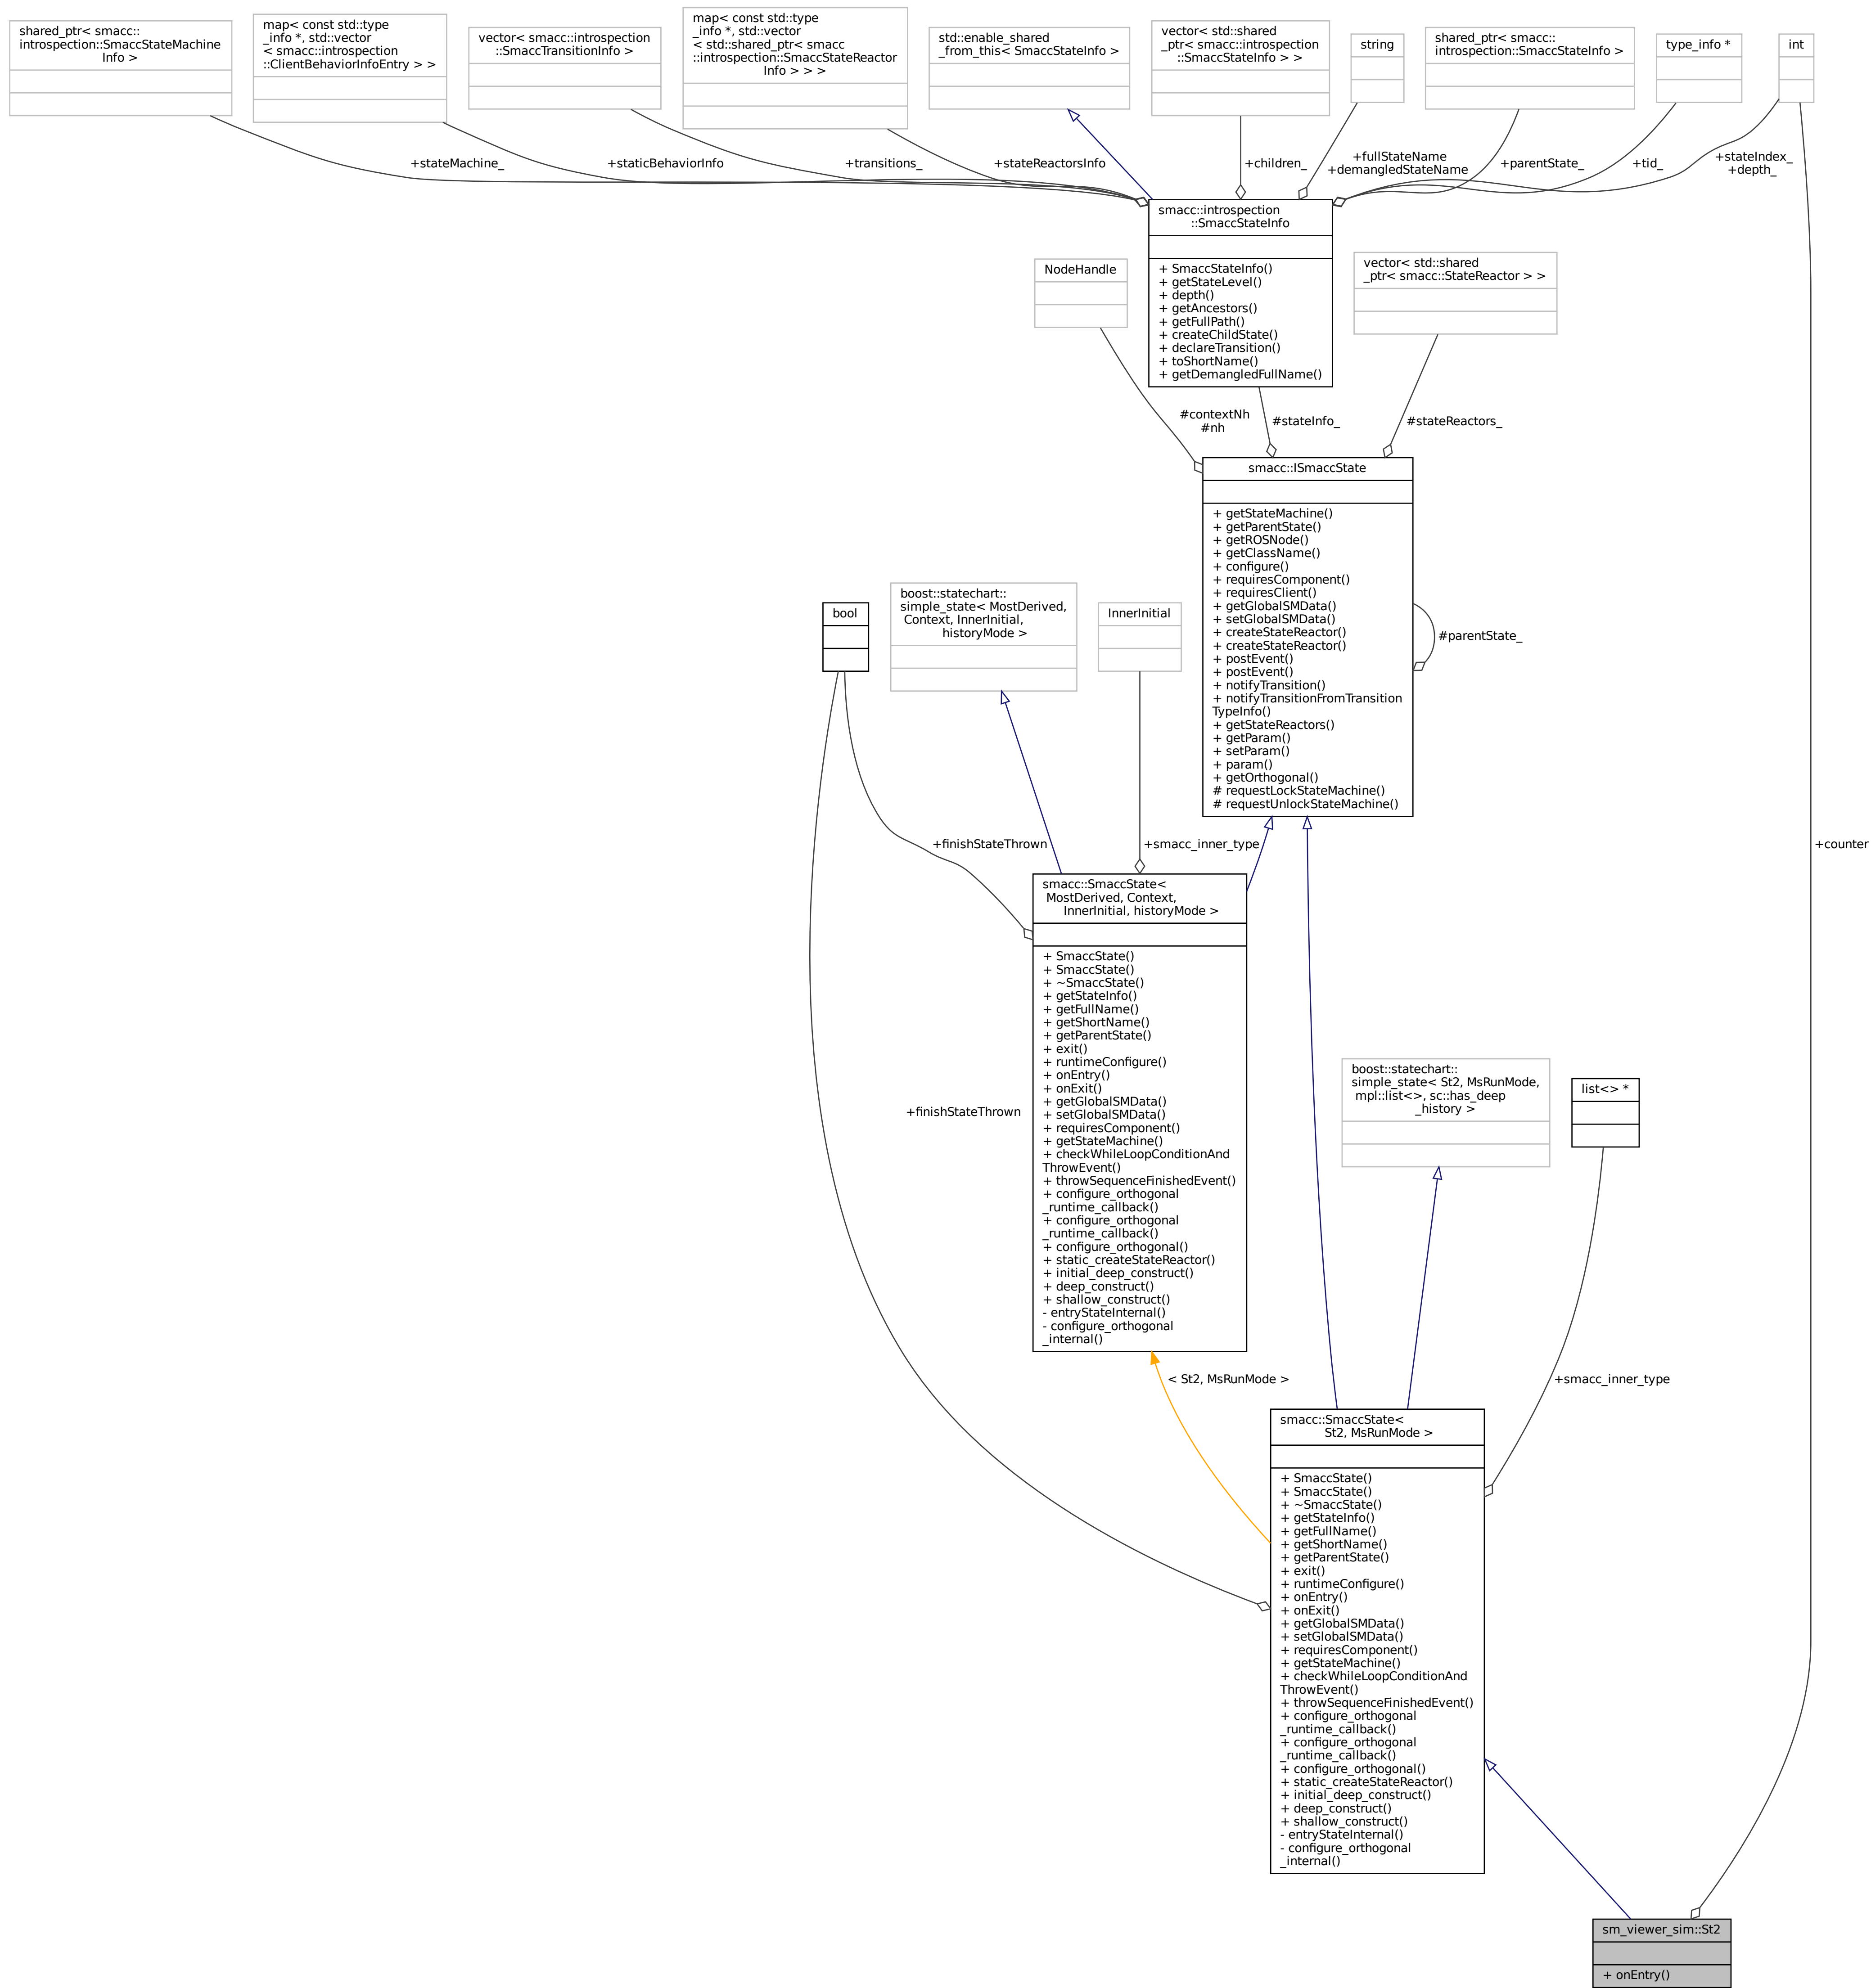 shared_ptr< smacc::
introspection::SmaccStateMachine
Info >
map< const std::type
_info *, std::vector
< smacc::introspection
::ClientBehaviorInfoEntry > >
vector< smacc::introspection
::SmaccTransitionInfo >
map< const std::type
_info *, std::vector
< std::shared_ptr< smacc
::introspection::SmaccStateReactor
Info > > >
std::enable_shared
_from_this< SmaccStateInfo >
vector< std::shared
_ptr< smacc::introspection
::SmaccStateInfo > >
string
shared_ptr< smacc::
introspection::SmaccStateInfo >
type_info *
int
+stateMachine_
+staticBehaviorInfo
+transitions_
+stateReactorsInfo
+children_
+fullStateName
+demangledStateName
+parentState_
+tid_
+stateIndex_
+depth_
smacc::introspection
::SmaccStateInfo
+ SmaccStateInfo()
+ getStateLevel()
+ depth()
+ getAncestors()
+ getFullPath()
+ createChildState()
+ declareTransition()
+ toShortName()
+ getDemangledFullName()
NodeHandle
vector< std::shared
_ptr< smacc::StateReactor > >
#contextNh
#nh
#stateInfo_
#stateReactors_
smacc::ISmaccState
+ getStateMachine()
+ getParentState()
+ getROSNode()
+ getClassName()
+ configure()
+ requiresComponent()
+ requiresClient()
+ getGlobalSMData()
+ setGlobalSMData()
+ createStateReactor()
+ createStateReactor()
+ postEvent()
+ postEvent()
+ notifyTransition()
+ notifyTransitionFromTransition
TypeInfo()
+ getStateReactors()
+ getParam()
+ setParam()
+ param()
+ getOrthogonal()
# requestLockStateMachine()
# requestUnlockStateMachine()
#parentState_
bool
boost::statechart::
simple_state< MostDerived,
Context, InnerInitial,
historyMode >
InnerInitial
+finishStateThrown
+smacc_inner_type
+counter
smacc::SmaccState<
MostDerived, Context,
InnerInitial, historyMode >
+ SmaccState()
+ SmaccState()
+ ~SmaccState()
+ getStateInfo()
+ getFullName()
+ getShortName()
+ getParentState()
+ exit()
+ runtimeConfigure()
+ onEntry()
+ onExit()
+ getGlobalSMData()
+ setGlobalSMData()
+ requiresComponent()
+ getStateMachine()
+ checkWhileLoopConditionAnd
ThrowEvent()
+ throwSequenceFinishedEvent()
+ configure_orthogonal
_runtime_callback()
+ configure_orthogonal
_runtime_callback()
+ configure_orthogonal()
+ static_createStateReactor()
+ initial_deep_construct()
+ deep_construct()
+ shallow_construct()
- entryStateInternal()
- configure_orthogonal
_internal()
+finishStateThrown
boost::statechart::
simple_state< St2, MsRunMode,
mpl::list<>, sc::has_deep
_history >
list<> *
< St2, MsRunMode >
+smacc_inner_type
smacc::SmaccState<
St2, MsRunMode >
+ SmaccState()
+ SmaccState()
+ ~SmaccState()
+ getStateInfo()
+ getFullName()
+ getShortName()
+ getParentState()
+ exit()
+ runtimeConfigure()
+ onEntry()
+ onExit()
+ getGlobalSMData()
+ setGlobalSMData()
+ requiresComponent()
+ getStateMachine()
+ checkWhileLoopConditionAnd
ThrowEvent()
+ throwSequenceFinishedEvent()
+ configure_orthogonal
_runtime_callback()
+ configure_orthogonal
_runtime_callback()
+ configure_orthogonal()
+ static_createStateReactor()
+ initial_deep_construct()
+ deep_construct()
+ shallow_construct()
- entryStateInternal()
- configure_orthogonal
_internal()
sm_viewer_sim::St2
+ onEntry()